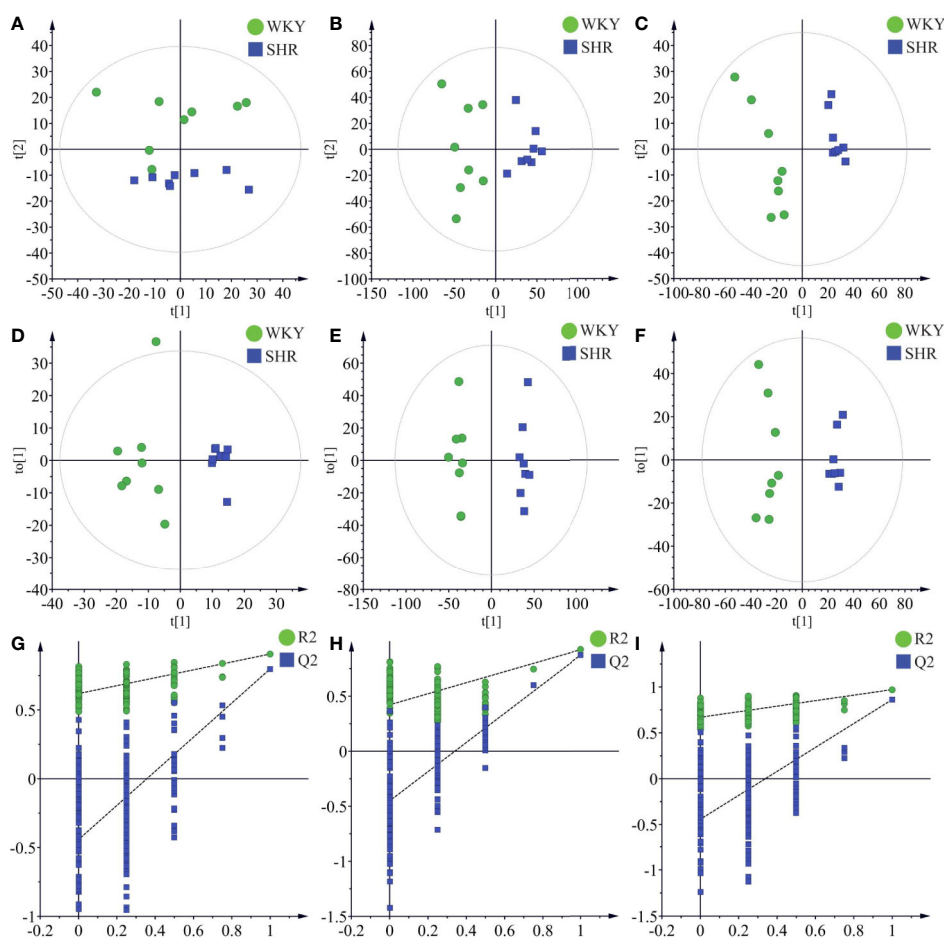 A
WKY
SHR
t[2]
50
40
30
20
10
0
-10
-20
-30
-40
-50
-50 -40 -30 -20 -10 0 10 20 30 40
t[1]
B
WKY
SHR
t[2]
80
60
40
20
0
-20
-40
-60
-80
-100
-150 -100 -50 0 50 100
t[1]
C
WKY
SHR
t[2]
50
40
30
20
10
0
-10
-20
-30
-40
-50
-100 -80 -60 -40 -20 0 20 40 60 80
t[1]
D
WKY
SHR
to[1]
30
20
10
0
-10
-20
-30
-40
-40 -30 -20 -10 0 10 20 30
t[1]
E
WKY
SHR
to[1]
60
40
20
0
-20
-40
-60
-80
-150 -100 -50 0 50 100
t[1]
F
WKY
SHR
to[1]
40
20
0
-20
-40
-60
-100 -80 -60 -40 -20 0 20 40 60 80
t[1]
G
R2
Q2
0.5
0
-0.5
-1
-0.2 0 0.2 0.4 0.6 0.8 1
H
R2
Q2
1
0.5
0
-0.5
-1
-1.5
-0.2 0 0.2 0.4 0.6 0.8 1
I
R2
Q2
1.5
1
0.5
0
-0.5
-1
-1.5
-0.2 0 0.2 0.4 0.6 0.8 1